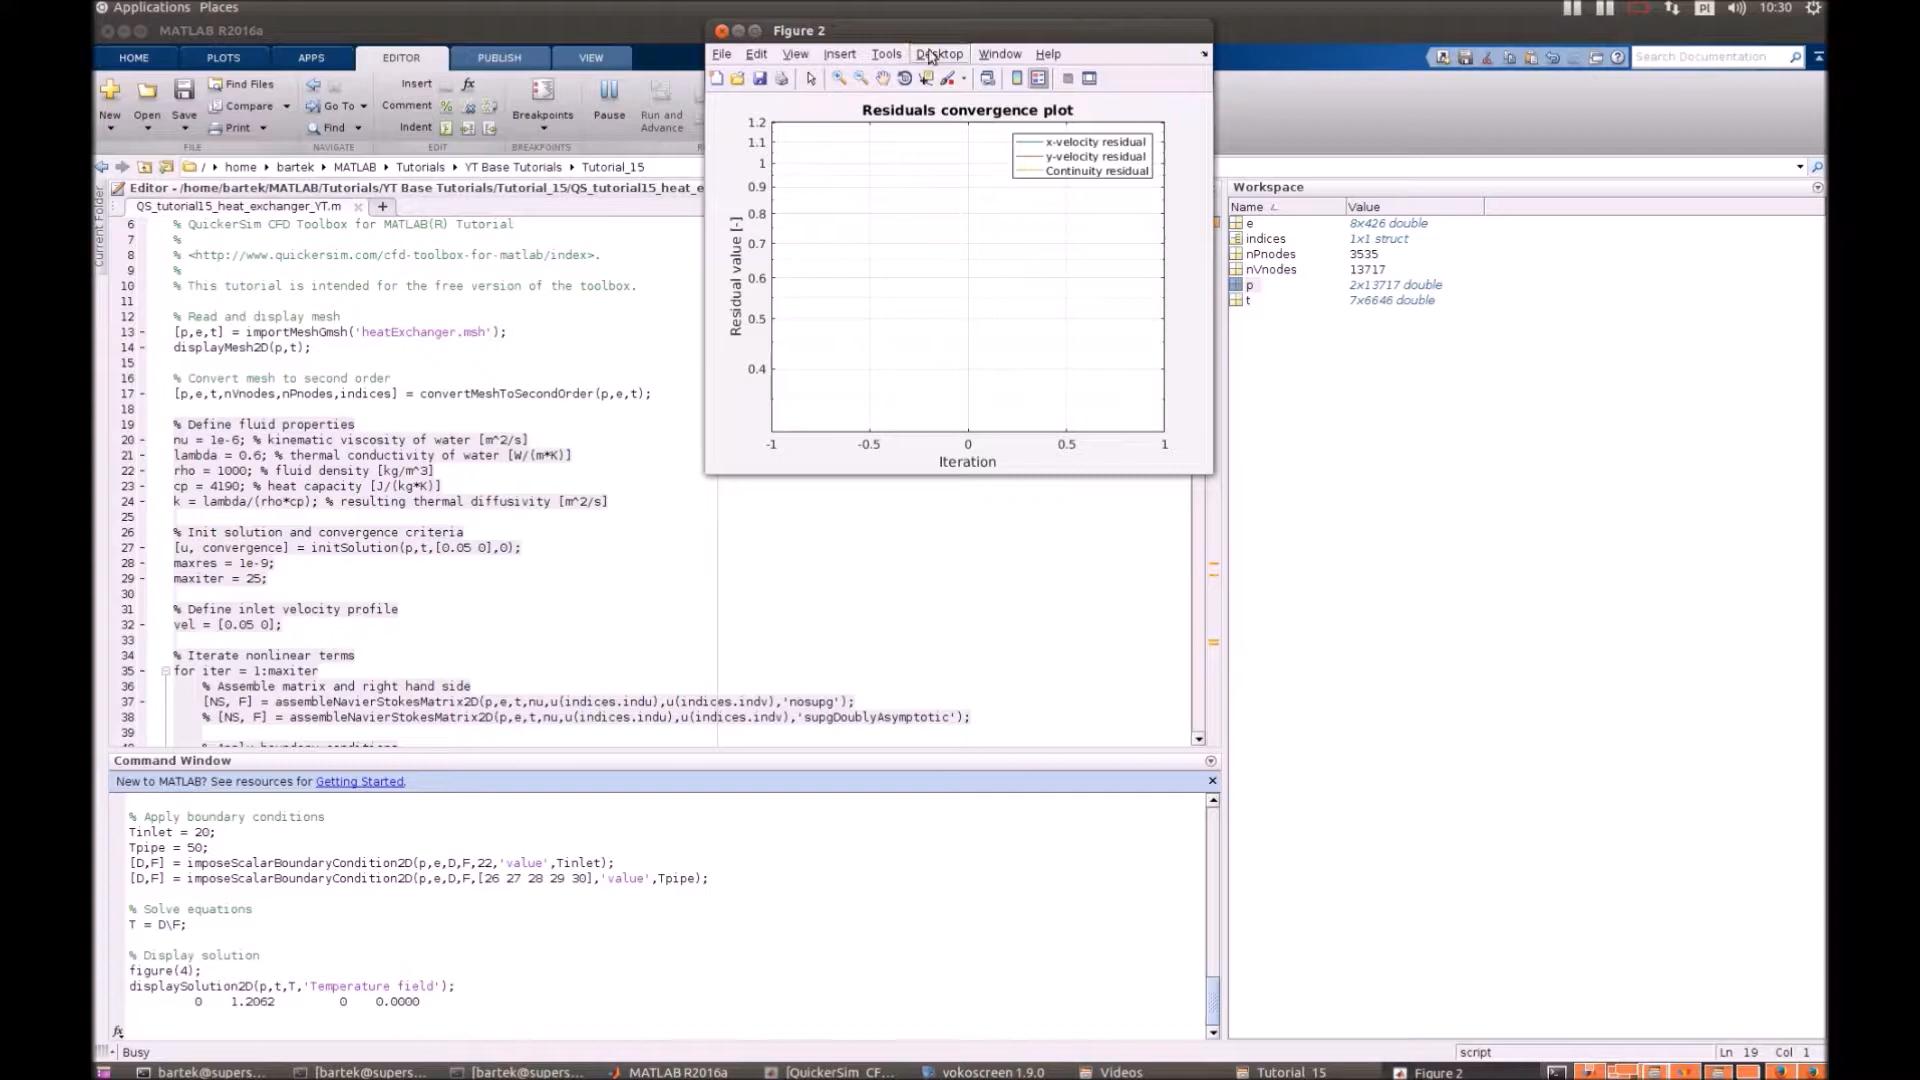 Applications Places
Pl 10:30
MATLAB R2016a
HOME PLOTS APPS EDITOR PUBLISH VIEW
Search Documentation
New Open Save
Find Files
Compare
Print
Go To
Find
Insert fx
Comment %
Indent
Breakpoints Pause Run and Advance
FILE NAVIGATE EDIT BREAKPOINTS
/ home bartek MATLAB Tutorials YT Base Tutorials Tutorial_15
Current Folder
Editor - /home/bartek/MATLAB/Tutorials/YT Base Tutorials/Tutorial_15/QS_tutorial15_heat_e
QS_tutorial15_heat_exchanger_YT.m
6 % QuickerSim CFD Toolbox for MATLAB(R) Tutorial
7 %
8 % <http://www.quickersim.com/cfd-toolbox-for-matlab/index>.
9 %
10 % This tutorial is intended for the free version of the toolbox.
11
12 % Read and display mesh
13 - [p,e,t] = importMeshGmsh('heatExchanger.msh');
14 - displayMesh2D(p,t);
15
16 % Convert mesh to second order
17 - [p,e,t,nVnodes,nPnodes,indices] = convertMeshToSecondOrder(p,e,t);
18
19 % Define fluid properties
20 - nu = 1e-6; % kinematic viscosity of water [m^2/s]
21 - lambda = 0.6; % thermal conductivity of water [W/(m*K)]
22 - rho = 1000; % fluid density [kg/m^3]
23 - cp = 4190; % heat capacity [J/(kg*K)]
24 - k = lambda/(rho*cp); % resulting thermal diffusivity [m^2/s]
25
26 % Init solution and convergence criteria
27 - [u, convergence] = initSolution(p,t,[0.05 0],0);
28 - maxres = 1e-9;
29 - maxiter = 25;
30
31 % Define inlet velocity profile
32 - vel = [0.05 0];
33
34 % Iterate nonlinear terms
35 - for iter = 1:maxiter
36 % Assemble matrix and right hand side
37 - [NS, F] = assembleNavierStokesMatrix2D(p,e,t,nu,u(indices.indu),u(indices.indv),'nosupg');
38 % [NS, F] = assembleNavierStokesMatrix2D(p,e,t,nu,u(indices.indu),u(indices.indv),'supgDoublyAsymptotic');
39
40 % Apply boundary conditions
Figure 2
File Edit View Insert Tools Desktop Window Help
Residuals convergence plot
x-velocity residual
y-velocity residual
Continuity residual
Residual value [-]
1.2
1.1
1
0.9
0.8
0.7
0.6
0.5
0.4
-1 -0.5 0 0.5 1
Iteration
Workspace
Name Value
e 8x426 double
indices 1x1 struct
nPnodes 3535
nVnodes 13717
p 2x13717 double
t 7x6646 double
Command Window
New to MATLAB? See resources for Getting Started.
% Apply boundary conditions
Tinlet = 20;
Tpipe = 50;
[D,F] = imposeScalarBoundaryCondition2D(p,e,D,F,22,'value',Tinlet);
[D,F] = imposeScalarBoundaryCondition2D(p,e,D,F,[26 27 28 29 30],'value',Tpipe);
% Solve equations
T = D\F;
% Display solution
figure(4);
displaySolution2D(p,t,T,'Temperature field');
0 1.2062 0 0.0000
fx
Busy
script Ln 19 Col 1
bartek@supers... [bartek@supers... [bartek@supers... MATLAB R2016a [QuickerSim CF... vokoscreen 1.9.0 Videos Tutorial_15 Figure 2